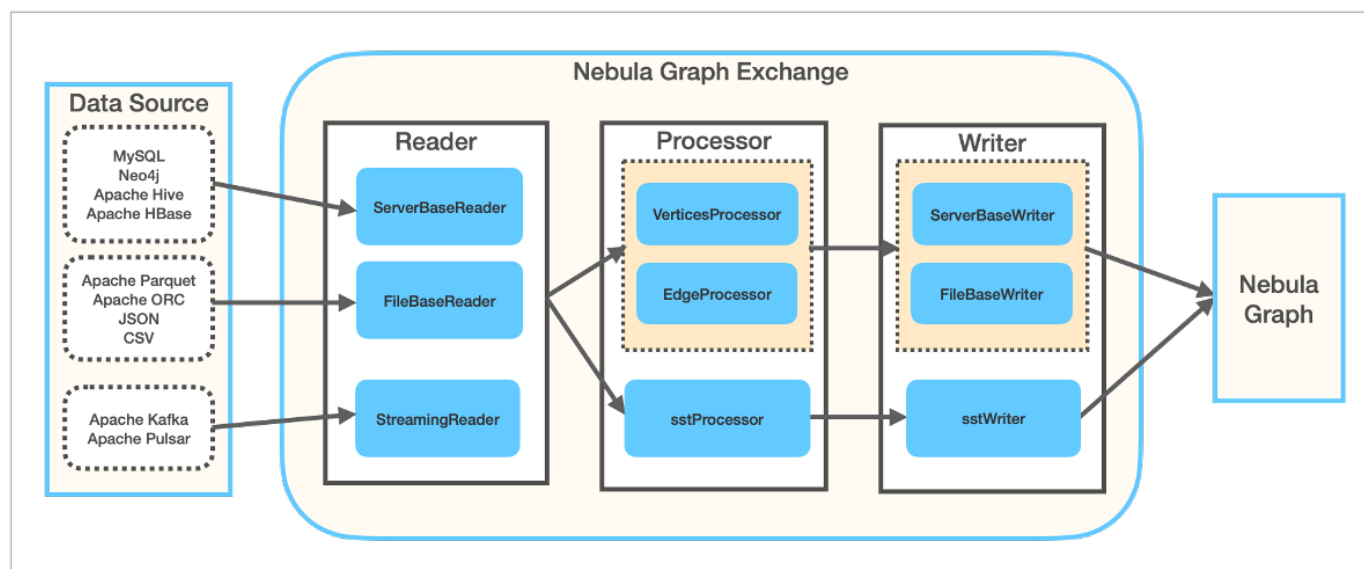 Nebula Graph Exchange
Data Source
MySQL
Neo4j
Apache Hive
Apache HBase
Apache Parquet
Apache ORC
JSON
CSV
Apache Kafka
Apache Pulsar
Reader
ServerBaseReader
FileBaseReader
StreamingReader
Processor
VerticesProcessor
EdgeProcessor
sstProcessor
Writer
ServerBaseWriter
FileBaseWriter
sstWriter
Nebula
Graph